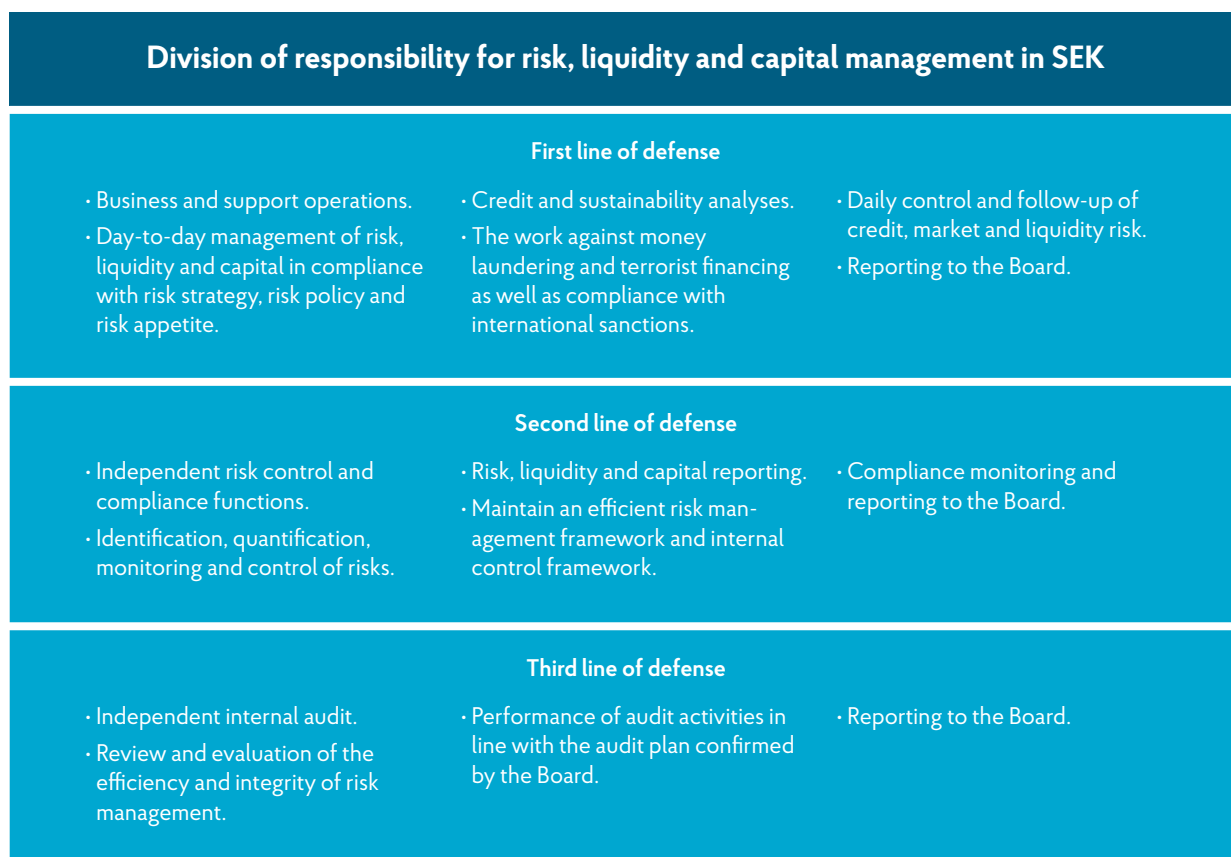 Division of responsibility for risk, liquidity and capital management in SEK
First line of defense
· Business and support operations.
· Day-to-day management of risk,
liquidity and capital in compliance
with risk strategy, risk policy and
risk appetite.
· Credit and sustainability analyses.
· The work against money
laundering and terrorist financing
as well as compliance with
international sanctions.
· Daily control and follow-up of
credit, market and liquidity risk.
· Reporting to the Board.
Second line of defense
· Independent risk control and
compliance functions.
· Identification, quantification,
monitoring and control of risks.
· Risk, liquidity and capital reporting.
· Maintain an efficient risk man-
agement framework and internal
control framework.
· Compliance monitoring and
reporting to the Board.
Third line of defense
· Independent internal audit.
· Review and evaluation of the
efficiency and integrity of risk
management.
· Performance of audit activities in
line with the audit plan confirmed
by the Board.
· Reporting to the Board.